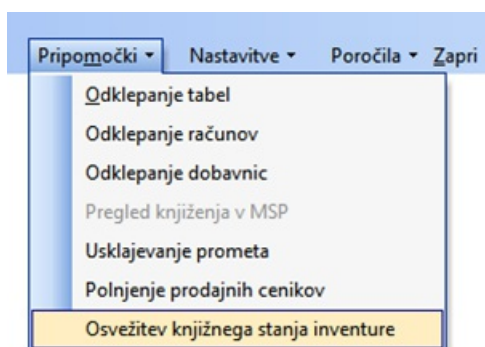 Pripomočki Nastavitve Poročila Zapri
Odklepanje tabel
Odklepanje računov
Odklepanje dobavnic
Pregled knjiženja v MSP
Usklajevanje prometa
Polnjenje prodajnih cenikov
Osvežitev knjižnega stanja inventure